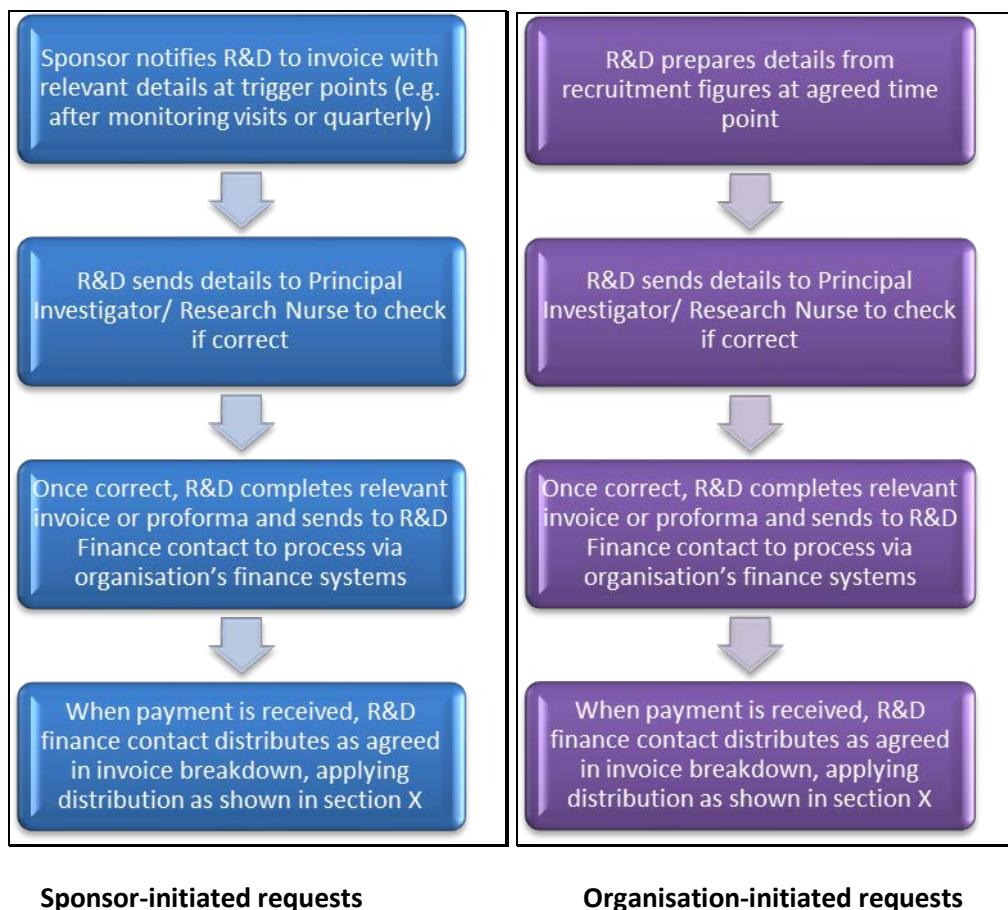 Sponsor notifies R&D to invoice with
relevant details at trigger points (e.g.
after monitoring visits or quarterly)
R&D sends details to Principal
Investigator/ Research Nurse to check
if correct
Once correct, R&D completes relevant
invoice or proforma and sends to R&D
Finance contact to process via
organisation’s finance systems
When payment is received, R&D
finance contact distributes as agreed
in invoice breakdown, applying
distribution as shown in section X
Sponsor-initiated requests
R&D prepares details from
recruitment figures at agreed time
point
R&D sends details to Principal
Investigator/ Research Nurse to check
if correct
Once correct, R&D completes relevant
invoice or proforma and sends to R&D
Finance contact to process via
organisation’s finance systems
When payment is received, R&D
finance contact distributes as agreed
in invoice breakdown, applying
distribution as shown in section X
Organisation-initiated requests